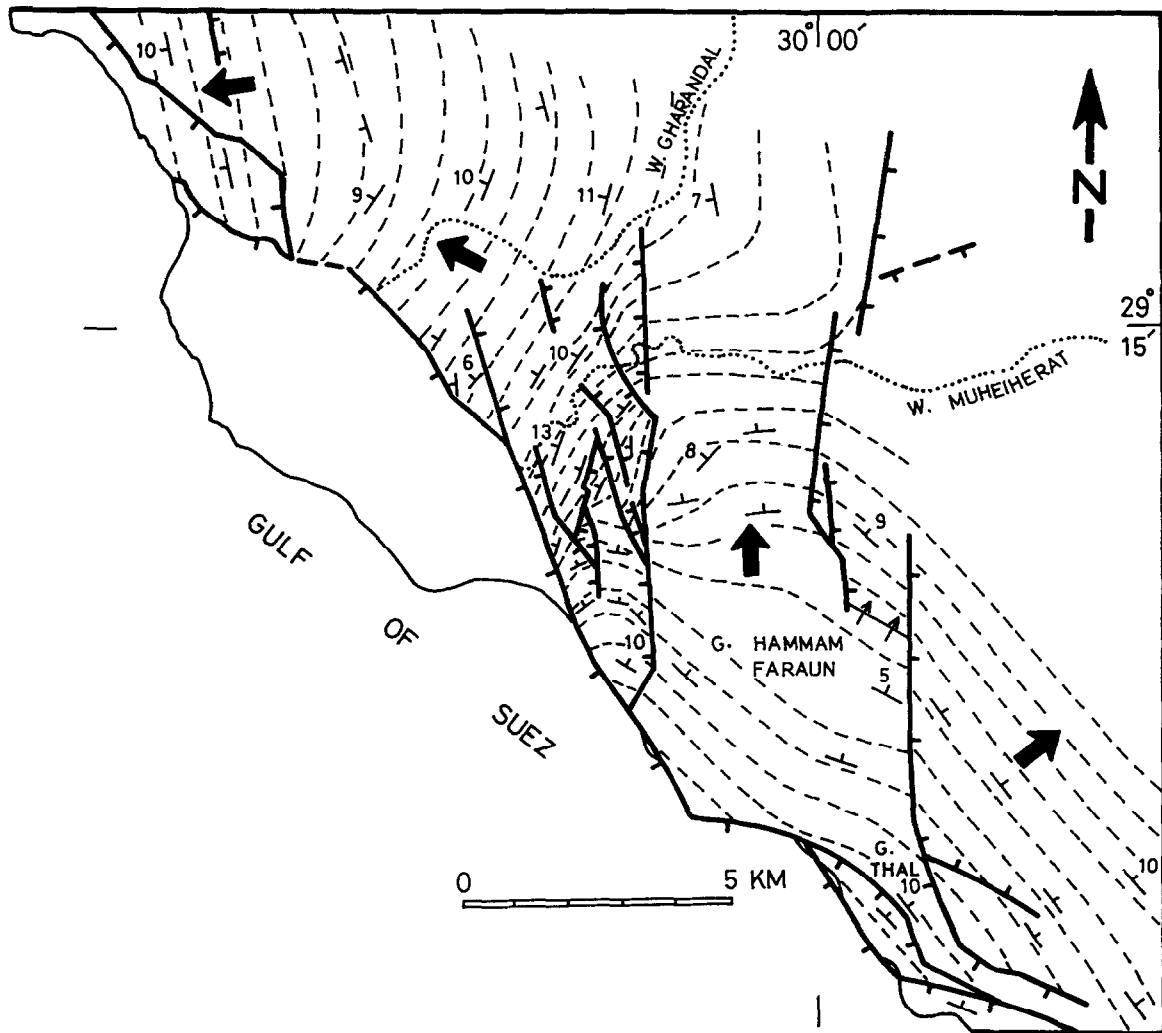 30° 00′
10
W. GHARANDAL
N
9
10
11
7
29°
15′
6
10
W. MUHEIHERAT
13
8
9
GULF
OF
SUEZ
10
G. HAMMAM
FARAUN
5
G.
THAL
10
10
0 5 KM